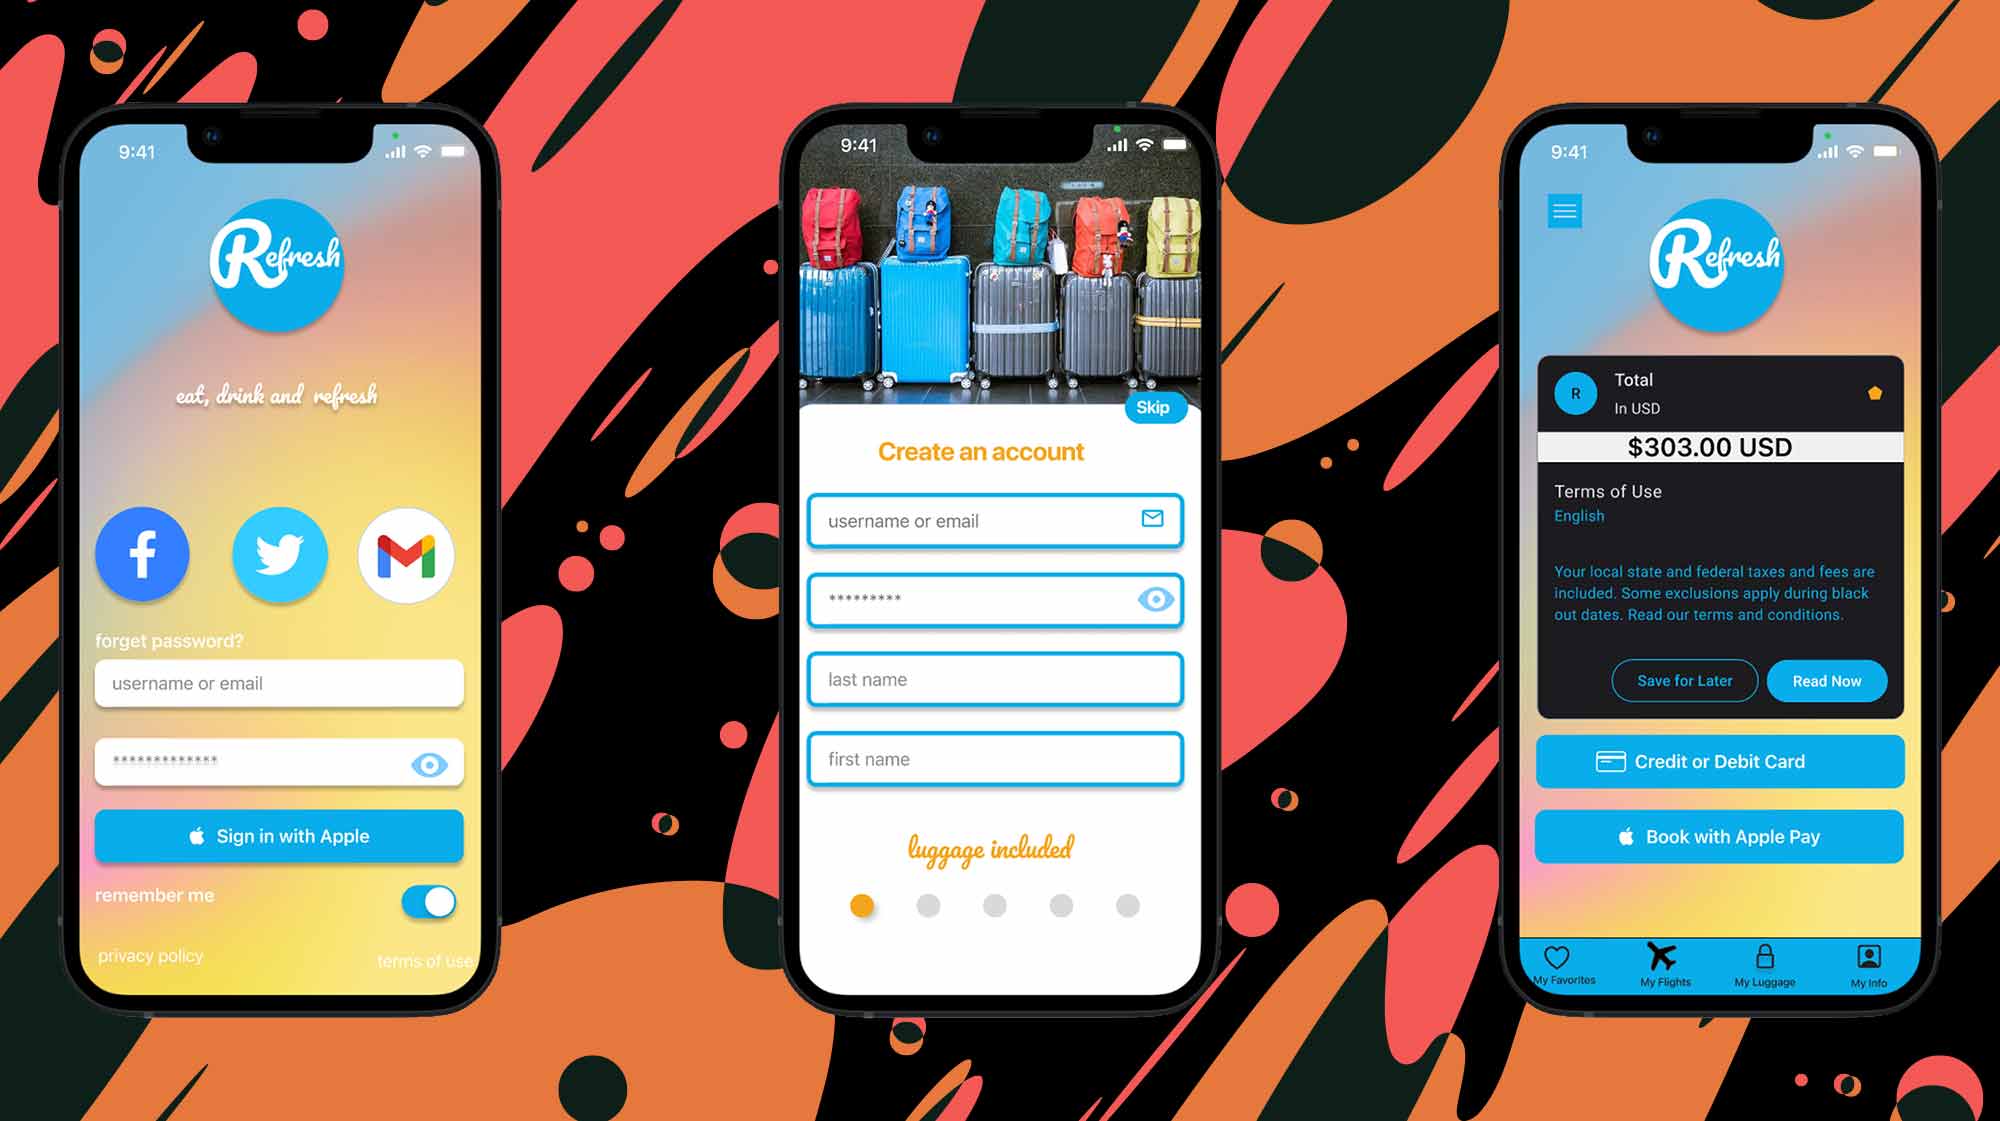 9:41
Refresh
eat, drink and refresh
forget password?
username or email
*************
Sign in with Apple
remember me
privacy policy
terms of use
9:41
Skip
Create an account
username or email
*********
last name
first name
luggage included
9:41
Refresh
R
Total
In USD
$303.00 USD
Terms of Use
English
Your local state and federal taxes and fees are
included. Some exclusions apply during black
out dates. Read our terms and conditions.
Save for Later
Read Now
Credit or Debit Card
Book with Apple Pay
My Favorites
My Flights
My Luggage
My Info